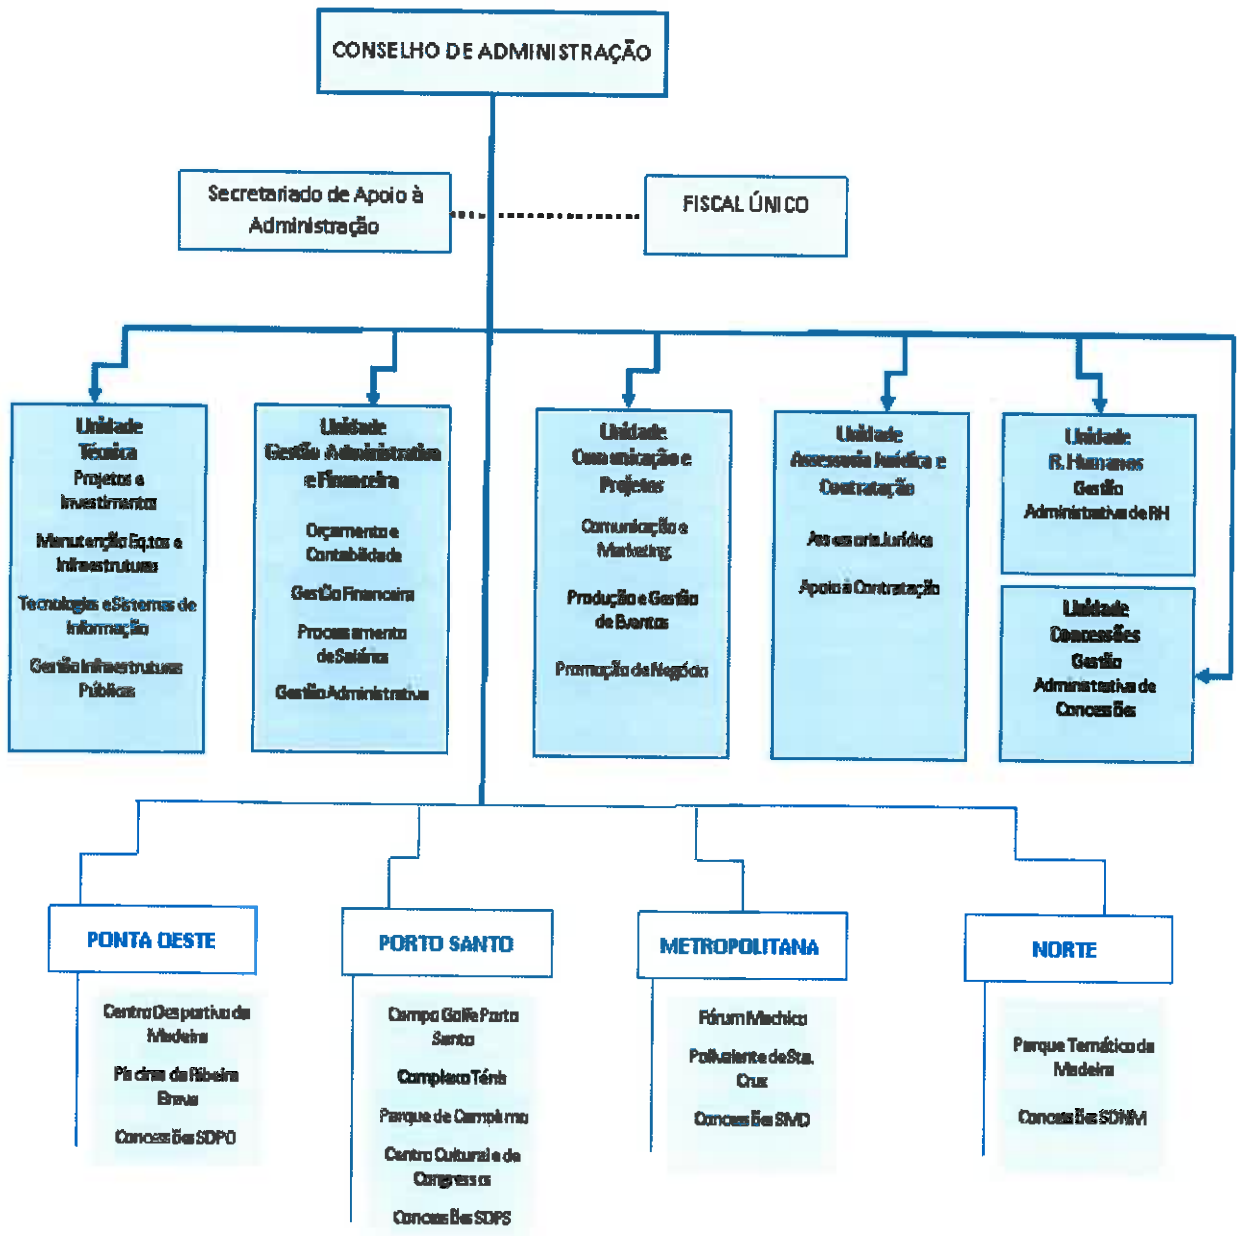 CONSELHO DE ADMINISTRAÇÃO
Secretariado de Apoio à
Administração
FISCAL ÚNICO
Unidade
Técnica
Projetos e
Investimentos
Manutenção Eq.tos e
Infraestruturas
Tecnologias e Sistemas de
Informação
Gestão Infraestruturas
Públicas
Unidade
Gestão Administrativa
e Financeira
Orçamento e
Contabilidade
Gestão Financeira
Processamento
de Salários
Gestão Administrativa
Unidade
Comunicação e
Projetos
Comunicação e
Marketing.
Produção e Gestão
de Eventos
Promoção de Negócio
Unidade
Assessoria Jurídica e
Contratação
Assessoria Jurídica
Apoio à Contratação
Unidade
R. Humanos
Gestão
Administrativa de RH
Unidade
Concessões
Gestão
Administrativa de
Concessões
PONTA OESTE
Centro Desportivo da
Madeira
Piscinas da Ribeira
Brava
Concessões SDPO
PORTO SANTO
Campo Golfe Porto
Santo
Complexo Ténis
Parque de Campismo
Centro Cultural e de
Congressos
Concessões SDPS
METROPOLITANA
Fórum Machico
Polivalente de Sta.
Cruz
Concessões SMD
NORTE
Parque Temático da
Madeira
Concessões SDNM